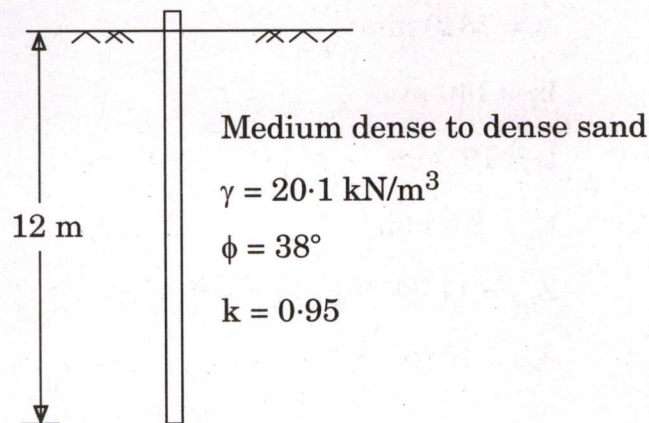 Medium dense to dense sand
γ = 20·1 kN/m³
12 m
ϕ = 38°
k = 0·95